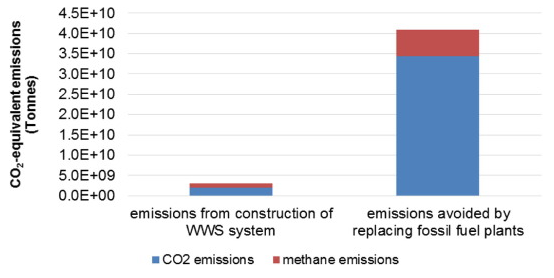 CO₂-equivalent emissions
(Tonnes)
4.5E+10
4.0E+10
3.5E+10
3.0E+10
2.5E+10
2.0E+10
1.5E+10
1.0E+10
5.0E+09
0.0E+00
emissions from construction of
WWS system
emissions avoided by
replacing fossil fuel plants
CO2 emissions
methane emissions